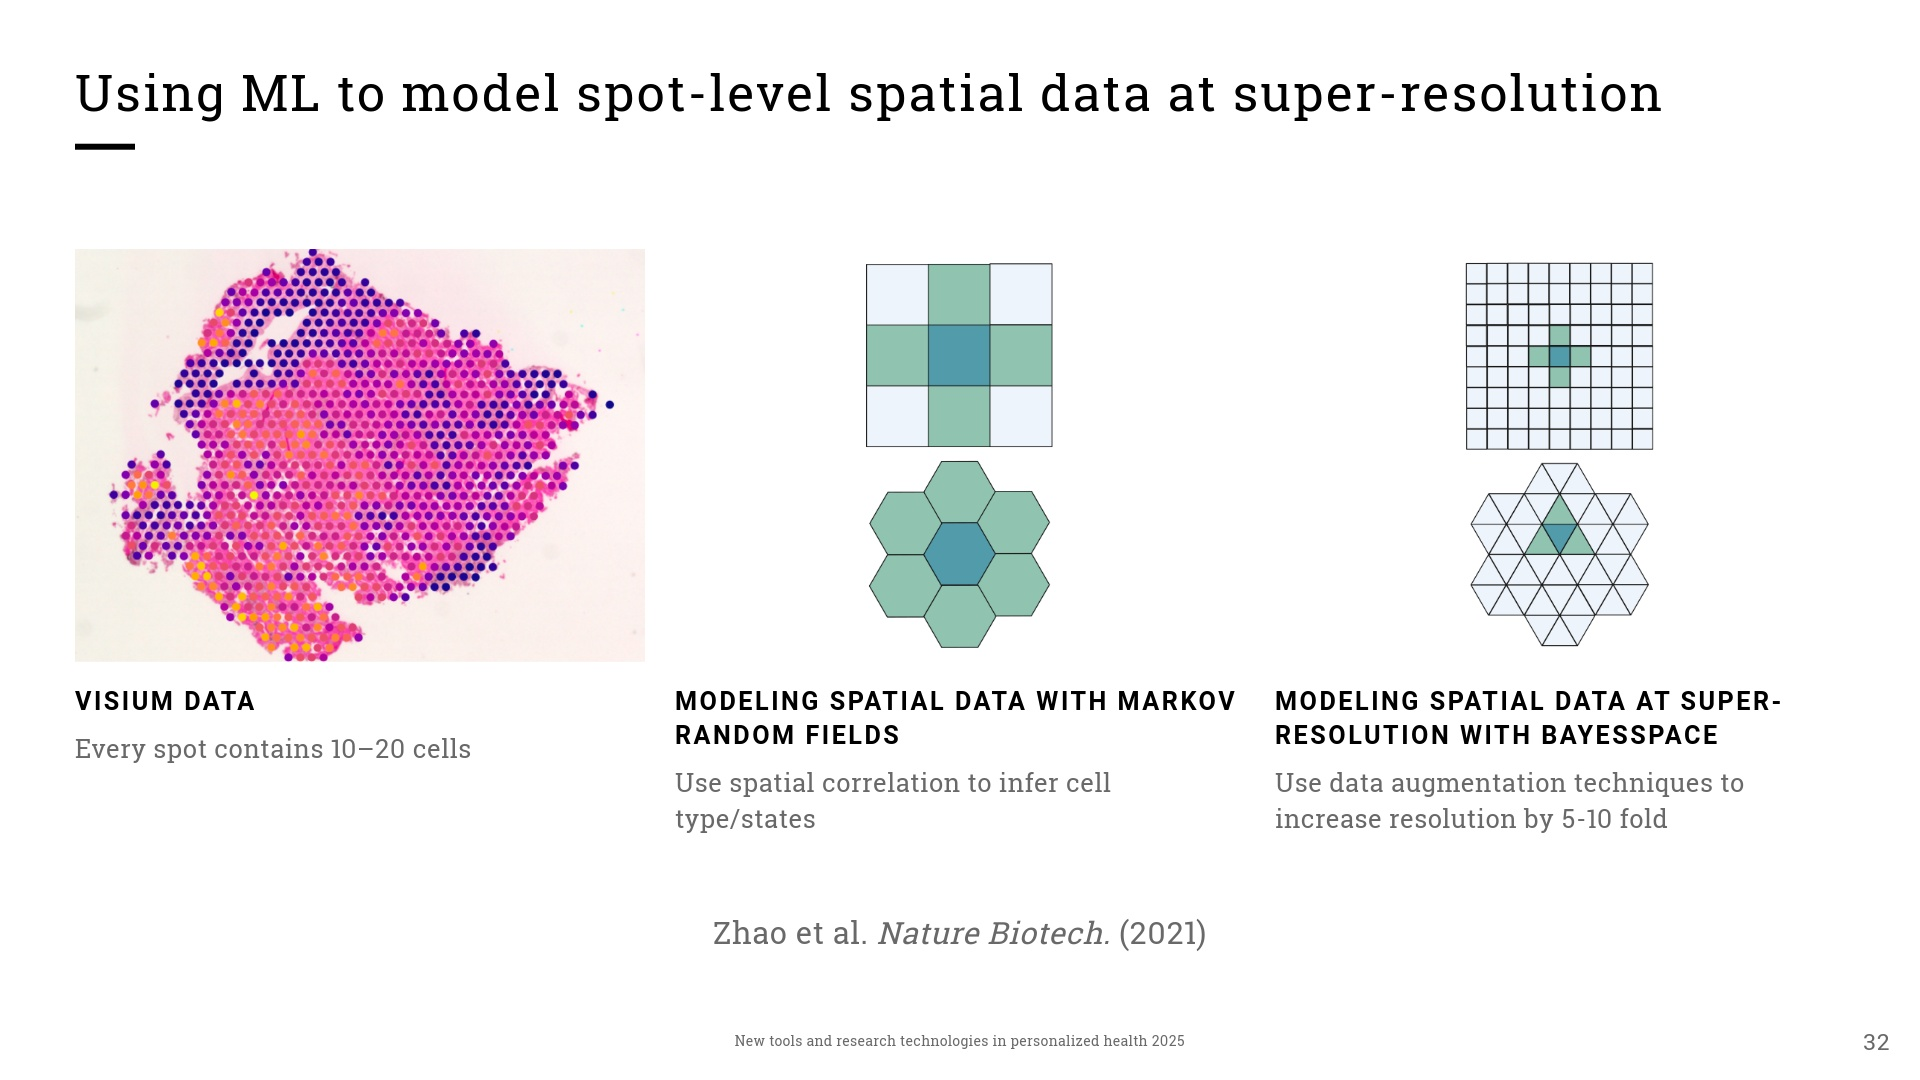 Using ML to model spot-level spatial data at super-resolution
VISIUM DATA
Every spot contains 10–20 cells
MODELING SPATIAL DATA WITH MARKOV
RANDOM FIELDS
Use spatial correlation to infer cell
type/states
MODELING SPATIAL DATA AT SUPER-
RESOLUTION WITH BAYESSPACE
Use data augmentation techniques to
increase resolution by 5-10 fold
Zhao et al. Nature Biotech. (2021)
New tools and research technologies in personalized health 2025
32